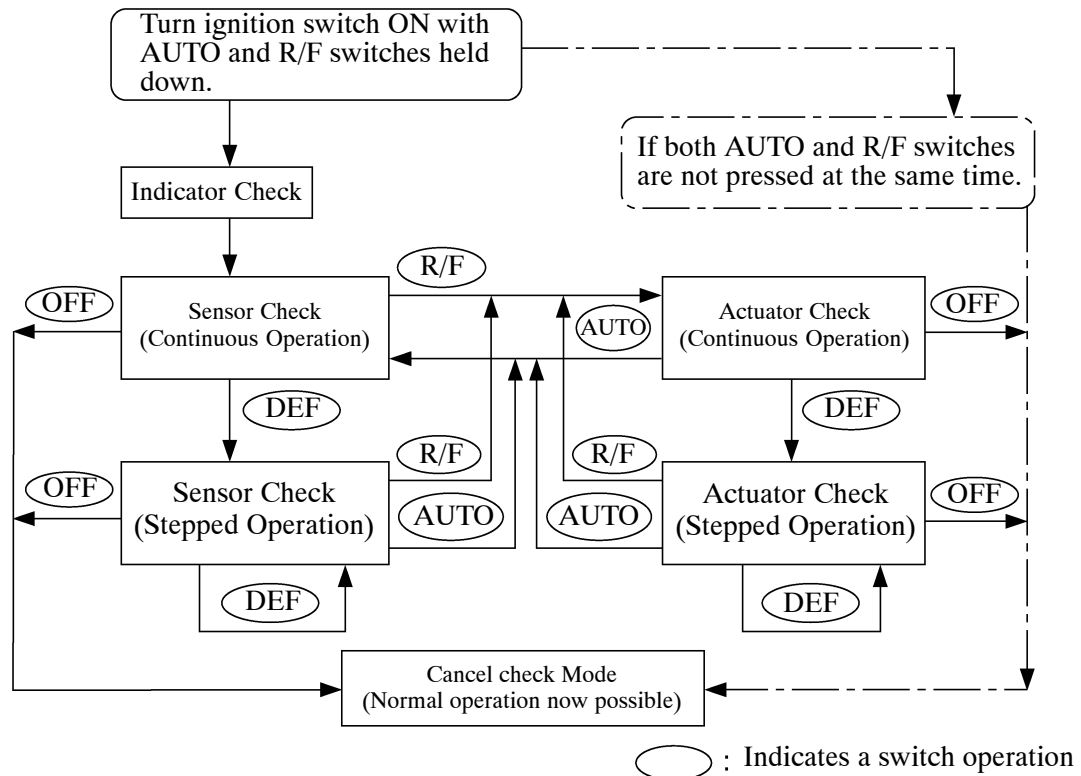 Turn ignition switch ON with
AUTO and R/F switches held
down.
If both AUTO and R/F switches
are not pressed at the same time.
Indicator Check
R/F
OFF
Sensor Check
(Continuous Operation)
AUTO
Actuator Check
(Continuous Operation)
OFF
DEF
DEF
R/F
R/F
OFF
Sensor Check
(Stepped Operation)
AUTO
AUTO
Actuator Check
(Stepped Operation)
OFF
DEF
DEF
Cancel check Mode
(Normal operation now possible)
: Indicates a switch operation